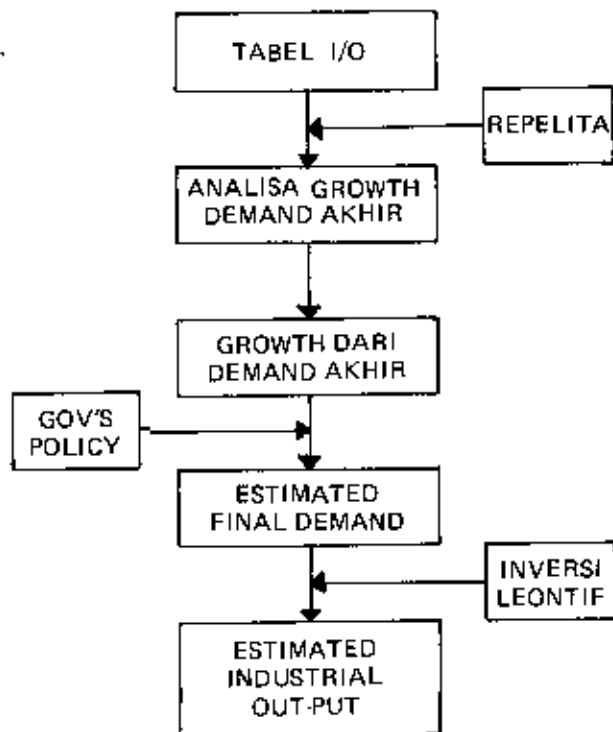 TABEL I/O
REPELITA
ANALISA GROWTH
DEMAND AKHIR
GROWTH DARI
DEMAND AKHIR
GOV'S
POLICY
ESTIMATED
FINAL DEMAND
INVERSI
LEONTIF
ESTIMATED
INDUSTRIAL
OUT-PUT